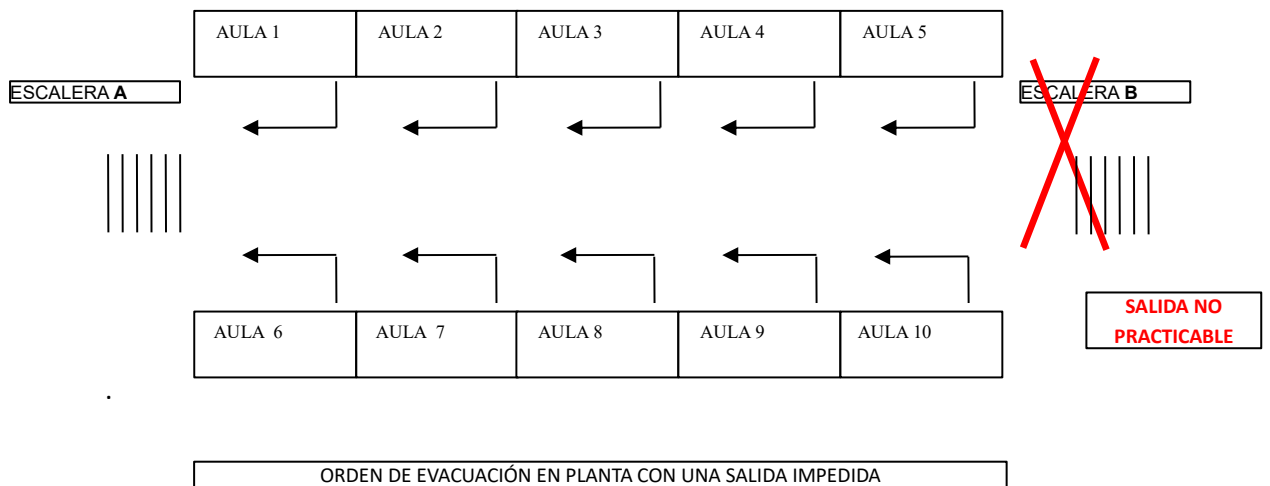 AULA 1
AULA 2
AULA 3
AULA 4
AULA 5
ESCALERA A
ESCALERA B
SALIDA NO
PRACTICABLE
AULA 6
AULA 7
AULA 8
AULA 9
AULA 10
.
ORDEN DE EVACUACIÓN EN PLANTA CON UNA SALIDA IMPEDIDA